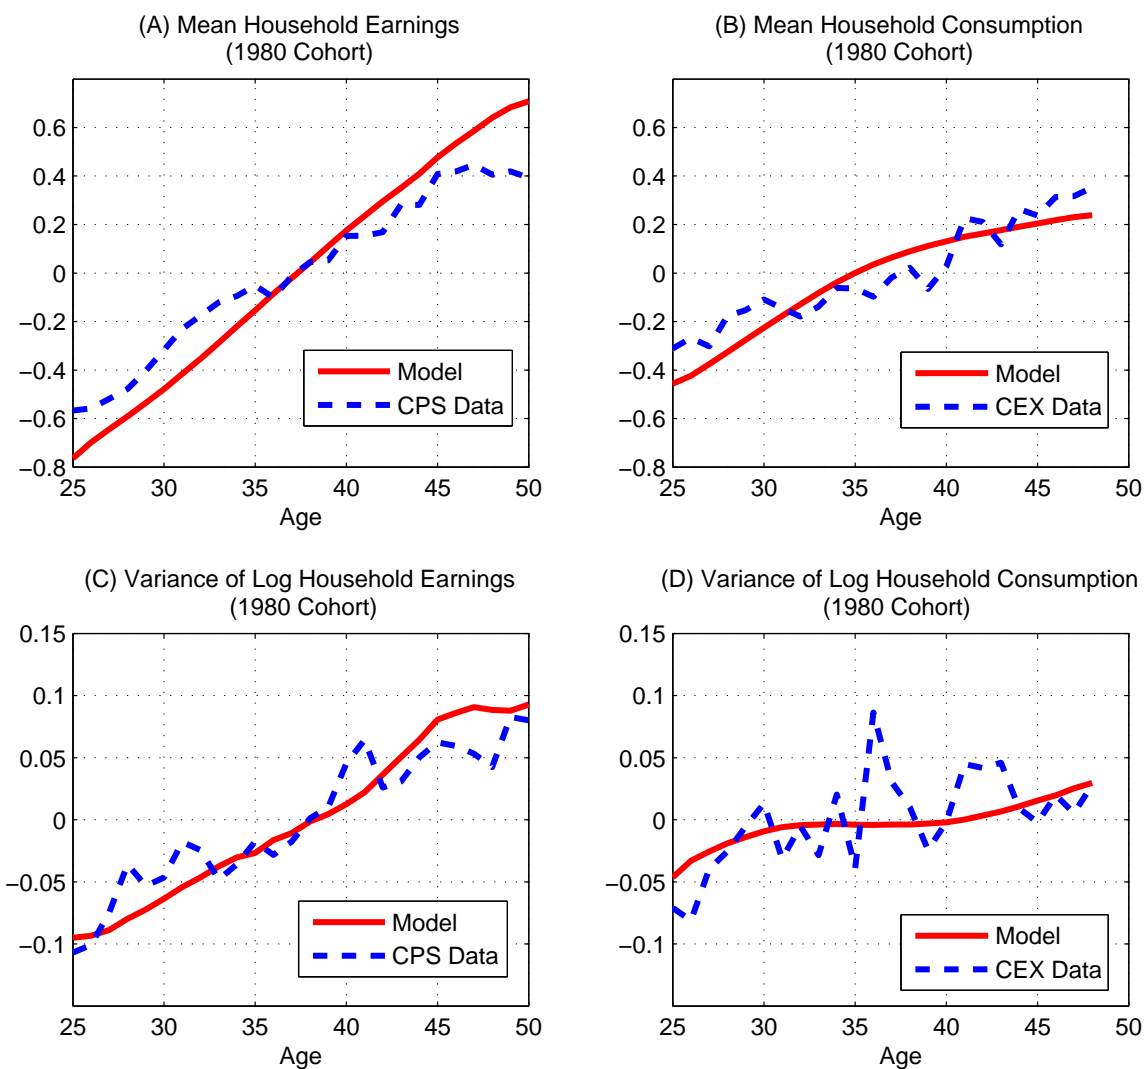 (A) Mean Household Earnings
(1980 Cohort)
0.6
0.4
0.2
0
−0.2
−0.4
−0.6
−0.8
25 30 35 40 45 50
Age
Model
CPS Data
(B) Mean Household Consumption
(1980 Cohort)
0.6
0.4
0.2
0
−0.2
−0.4
−0.6
−0.8
25 30 35 40 45 50
Age
Model
CEX Data
(C) Variance of Log Household Earnings
(1980 Cohort)
0.15
0.1
0.05
0
−0.05
−0.1
25 30 35 40 45 50
Age
Model
CPS Data
(D) Variance of Log Household Consumption
(1980 Cohort)
0.15
0.1
0.05
0
−0.05
−0.1
25 30 35 40 45 50
Age
Model
CEX Data